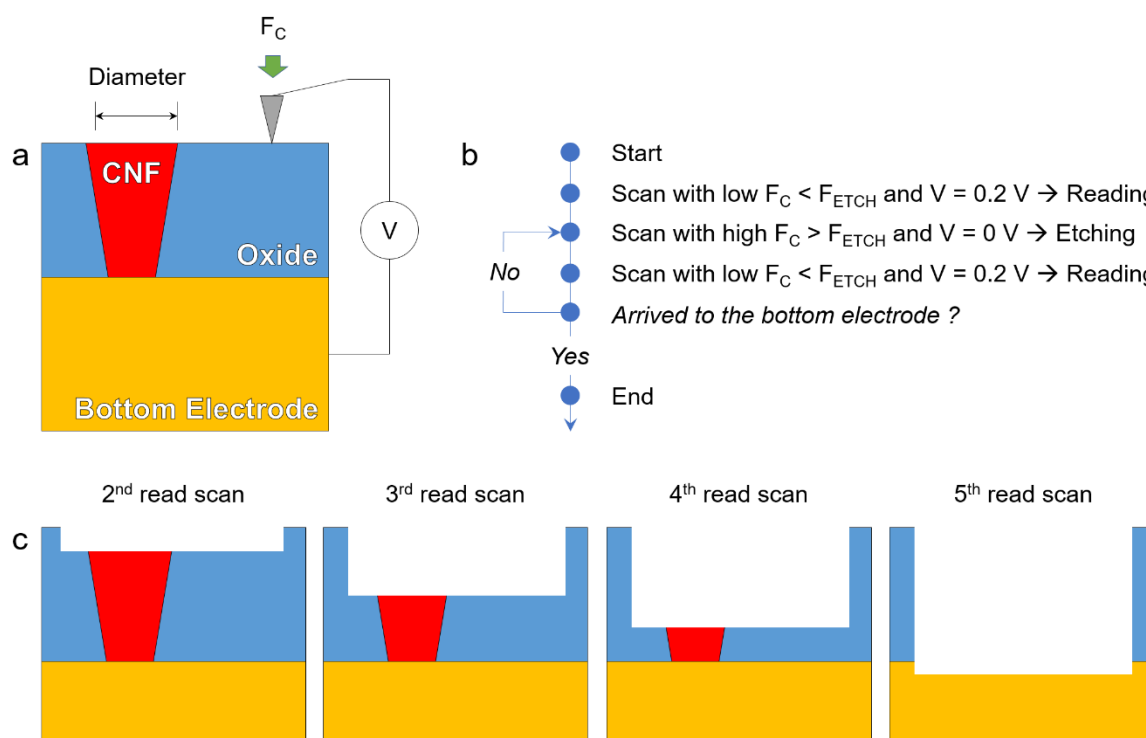 F_C
Diameter
a
CNF
V
Oxide
Bottom Electrode
b
Start
Scan with low F_C < F_ETCH and V = 0.2 V → Reading
Scan with high F_C > F_ETCH and V = 0 V → Etching
No
Scan with low F_C < F_ETCH and V = 0.2 V → Reading
Arrived to the bottom electrode ?
Yes
End
2nd read scan
3rd read scan
4th read scan
5th read scan
c